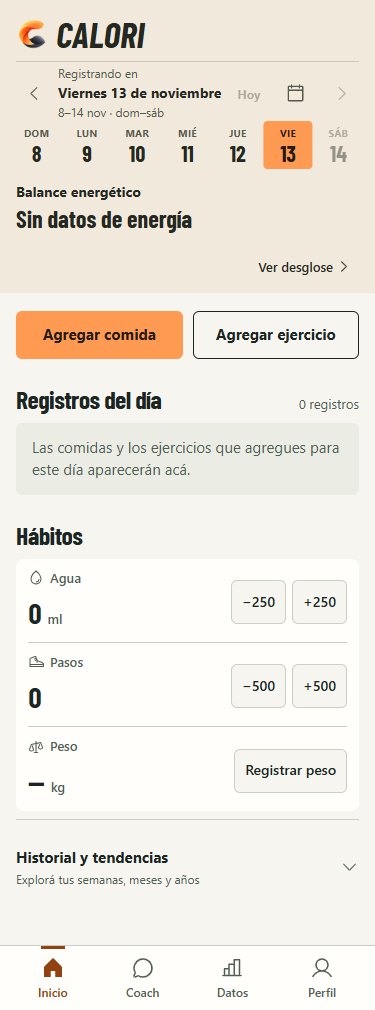 CALORI
Registrando en
Viernes 13 de noviembre
Hoy
8–14 nov · dom–sáb
DOM LUN MAR MIÉ JUE VIE SÁB
8 9 10 11 12 13 14
Balance energético
Sin datos de energía
Ver desglose
Agregar comida Agregar ejercicio
Registros del día 0 registros
Las comidas y los ejercicios que agregues para
este día aparecerán acá.
Hábitos
Agua
0 ml −250 +250
Pasos
0 −500 +500
Peso
– kg Registrar peso
Historial y tendencias
Explorá tus semanas, meses y años
Inicio Coach Datos Perfil